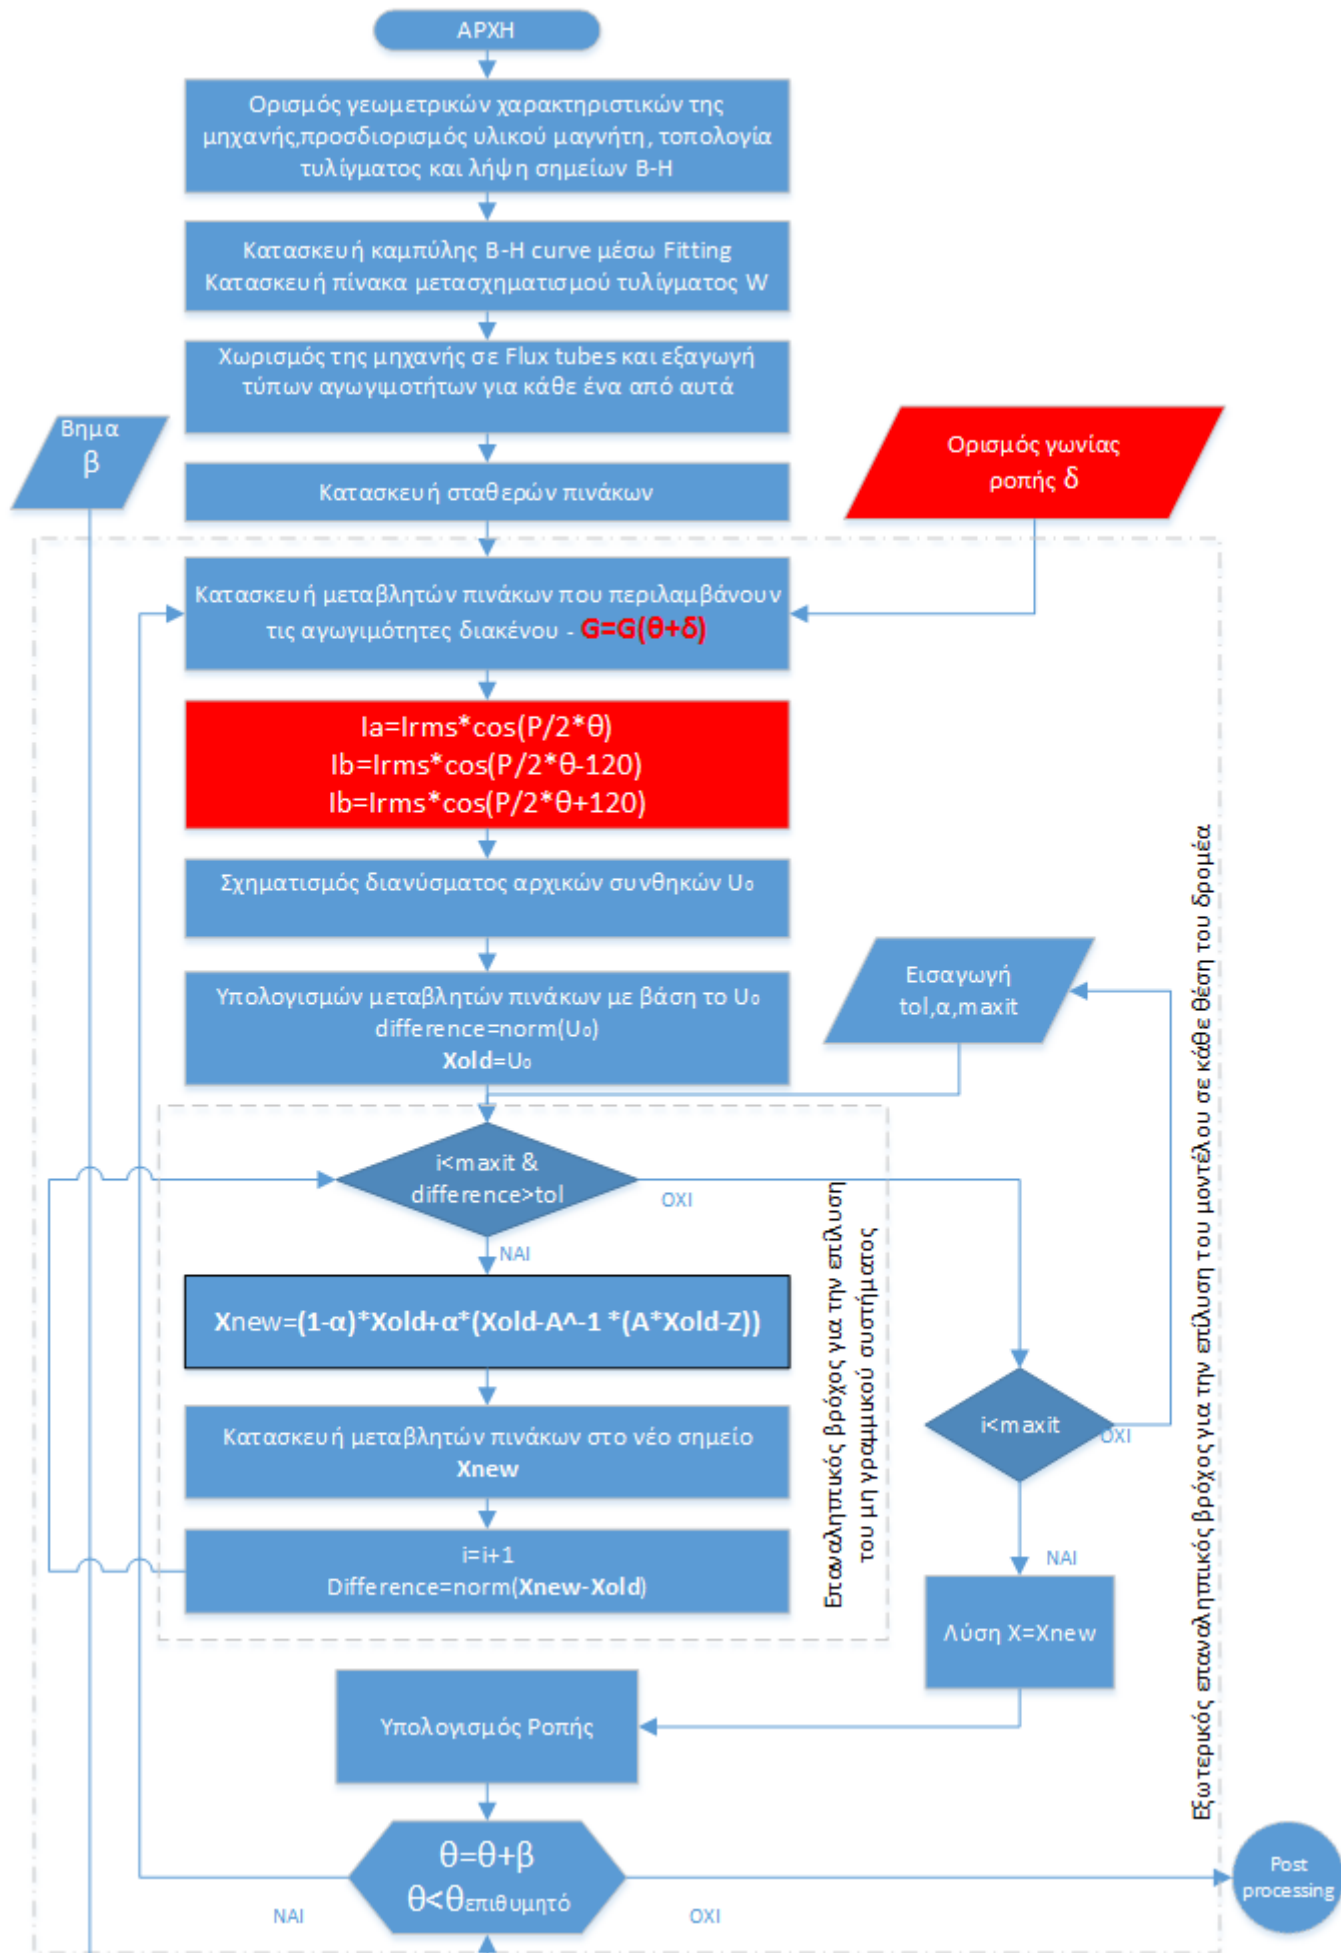 ΑΡΧΗ
Ορισμός γεωμετρικών χαρακτηριστικών της
μηχανής,προσδιορισμός υλικού μαγνήτη, τοπολογία
τυλίγματος και λήψη σημείων B-H
Κατασκευή καμπύλης B-H curve μέσω Fitting
Κατασκευή πίνακα μετασχηματισμού τυλίγματος W
Χωρισμός της μηχανής σε Flux tubes και εξαγωγή
τύπων αγωγιμοτήτων για κάθε ένα από αυτά
Βημα
β
Ορισμός γωνίας
ροπής δ
Κατασκευή σταθερών πινάκων
Κατασκευή μεταβλητών πινάκων που περιλαμβάνουν
τις αγωγιμότητες διακένου - G=G(θ+δ)
Ia=Irms*cos(P/2*θ)
Ib=Irms*cos(P/2*θ-120)
Ib=Irms*cos(P/2*θ+120)
Σχηματισμός διανύσματος αρχικών συνθηκών U₀
Υπολογισμών μεταβλητών πινάκων με βάση το U₀
difference=norm(U₀)
Xold=U₀
Εισαγωγή
tol,α,maxit
i<maxit &
difference>tol
ΟΧΙ
ΝΑΙ
Xnew=(1-α)*Xold+α*(Xold-A^-1 *(A*Xold-Z))
Κατασκευή μεταβλητών πινάκων στο νέο σημείο
Xnew
i=i+1
Difference=norm(Xnew-Xold)
Επαναληπτικός βρόχος για την επίλυση
του μη γραμμικού συστήματος
i<maxit
ΟΧΙ
ΝΑΙ
Λύση X=Xnew
Εξωτερικός επαναληπτικός βρόχος για την επίλυση του μοντέλου σε κάθε θέση του δρομέα
Υπολογισμός Ροπής
θ=θ+β
θ<θεπιθυμητό
ΝΑΙ
ΟΧΙ
Post
processing